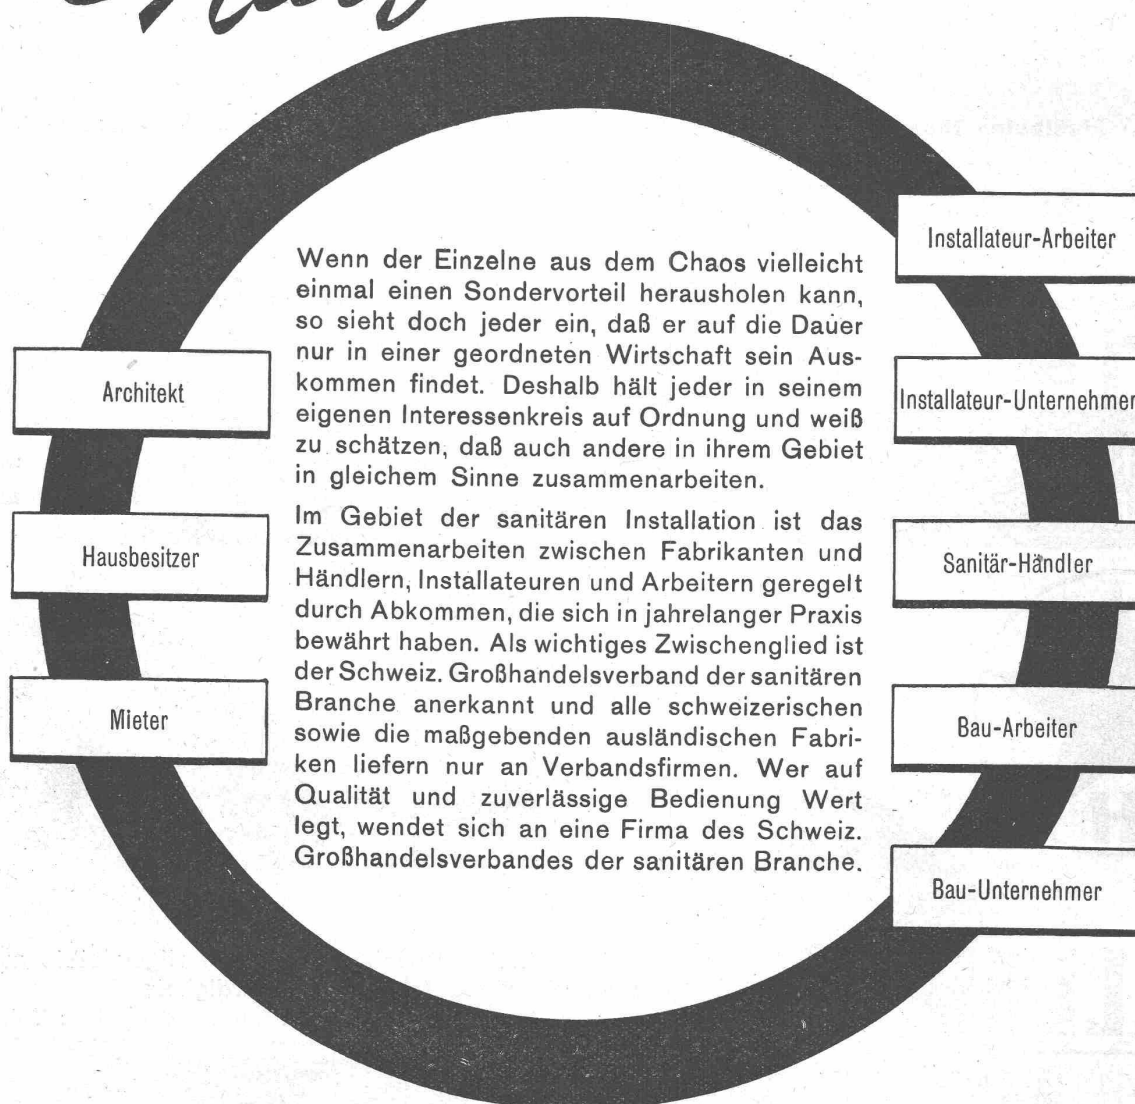 Wenn der Einzelne aus dem Chaos vielleicht
einmal einen Sondervorteil herausholen kann,
so sieht doch jeder ein, daß er auf die Dauer
nur in einer geordneten Wirtschaft sein Aus-
kommen findet. Deshalb hält jeder in seinem
eigenen Interessenkreis auf Ordnung und weiß
zu schätzen, daß auch andere in ihrem Gebiet
in gleichem Sinne zusammenarbeiten.
Im Gebiet der sanitären Installation ist das
Zusammenarbeiten zwischen Fabrikanten und
Händlern, Installateuren und Arbeitern geregelt
durch Abkommen, die sich in jahrelanger Praxis
bewährt haben. Als wichtiges Zwischenglied ist
der Schweiz. Großhandelsverband der sanitären
Branche anerkannt und alle schweizerischen
sowie die maßgebenden ausländischen Fabri-
ken liefern nur an Verbandsfirmen. Wer auf
Qualität und zuverlässige Bedienung Wert
legt, wendet sich an eine Firma des Schweiz.
Großhandelsverbandes der sanitären Branche.
Architekt
Hausbesitzer
Mieter
Installateur-Arbeiter
Installateur-Unternehmer
Sanitär-Händler
Bau-Arbeiter
Bau-Unternehmer